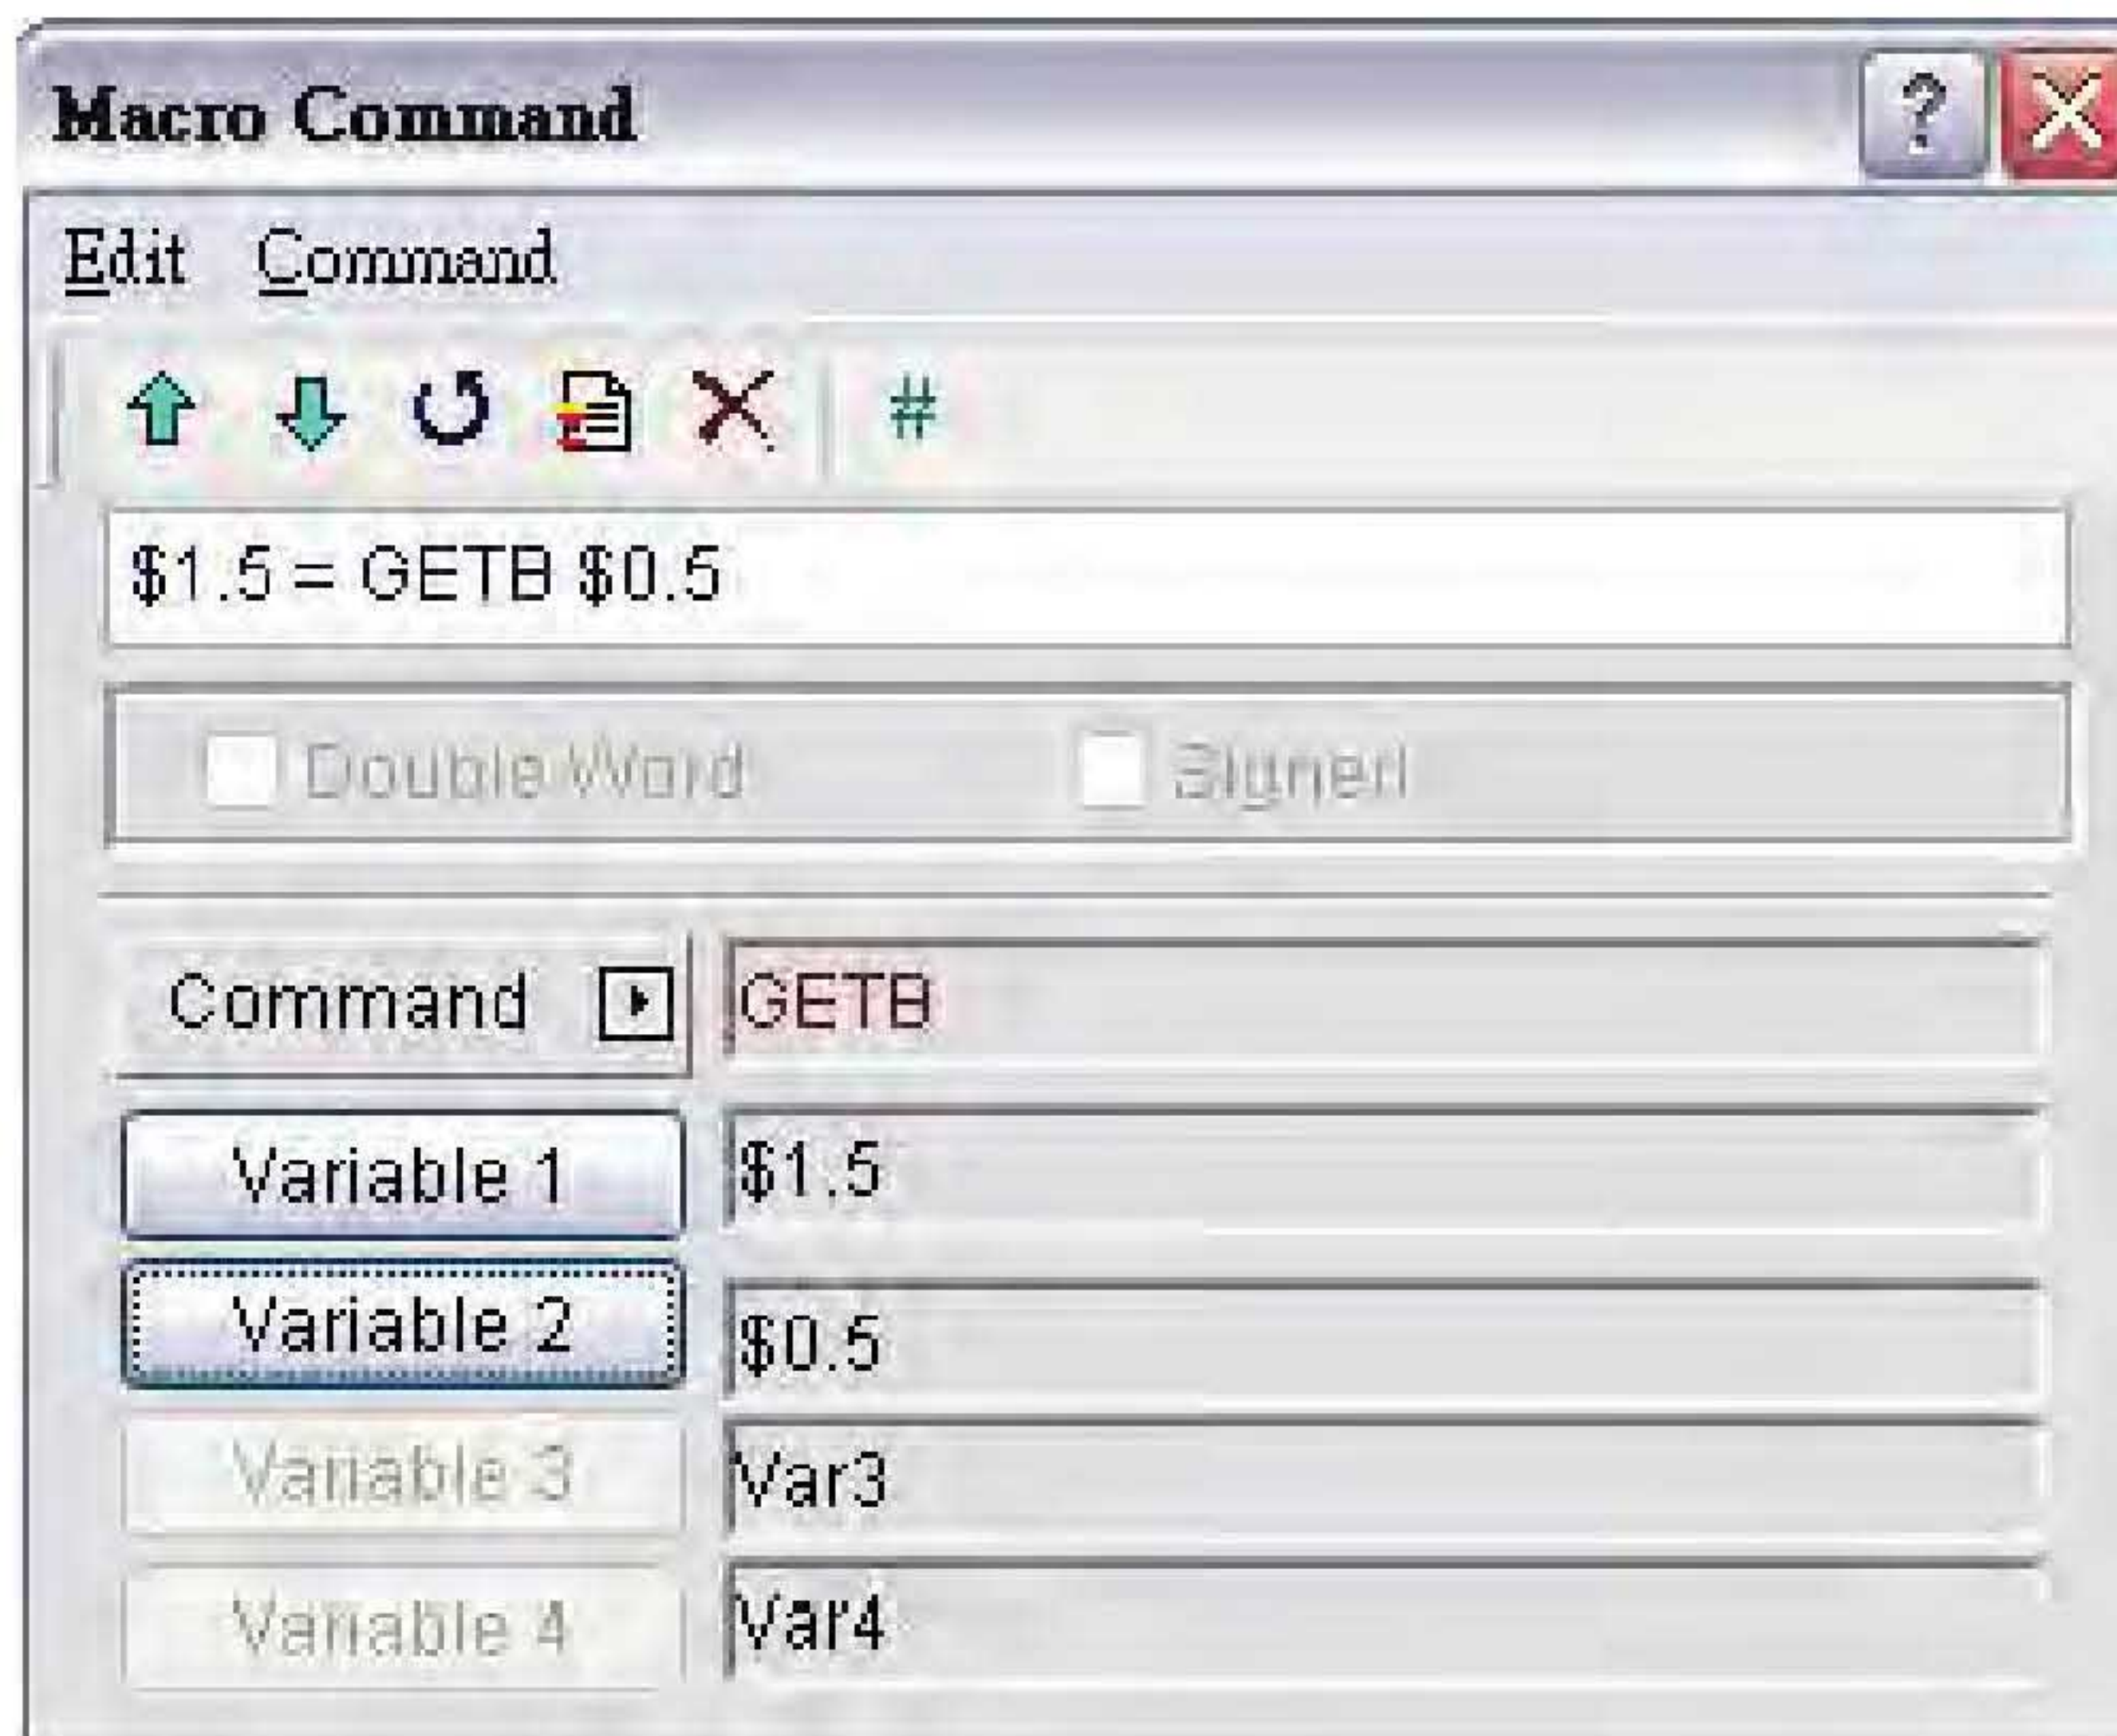 Macro Command ?
Edit Command
#
$1.5 = GETB $0.5
Double Word Signed
Command GETB
Variable 1 $1.5
Variable 2 $0.5
Variable 3 Var3
Variable 4 Var4